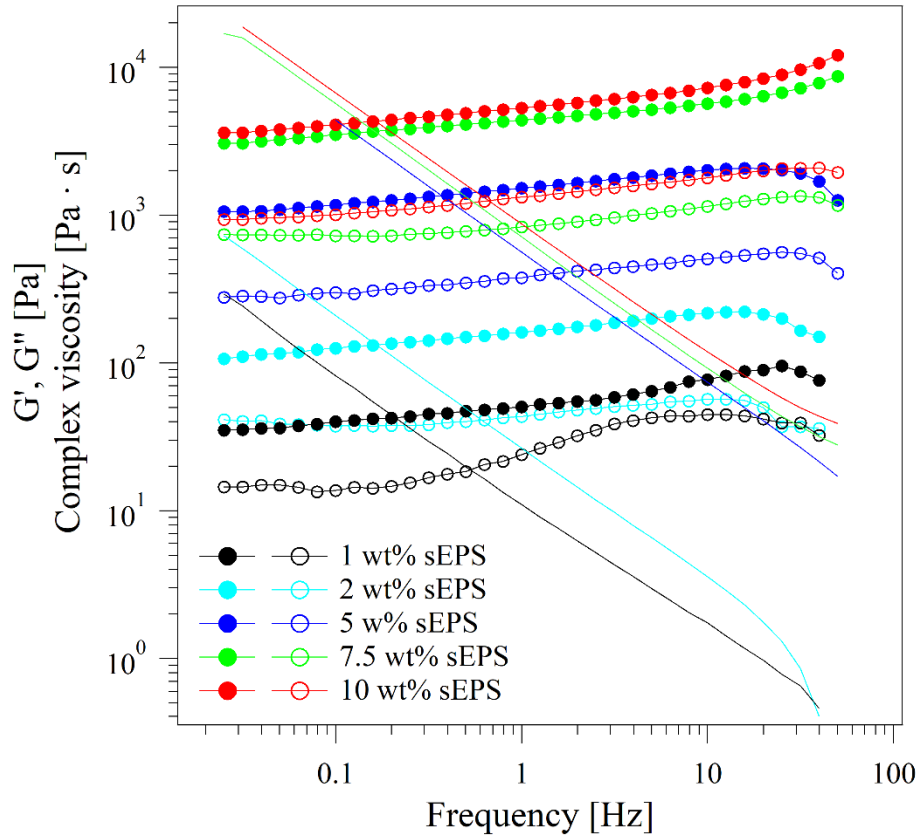 G', G'' [Pa]
Complex viscosity [Pa · s]
10^4
10^3
10^2
10^1
10^0
1 wt% sEPS
2 wt% sEPS
5 w% sEPS
7.5 wt% sEPS
10 wt% sEPS
0.1 1 10 100
Frequency [Hz]